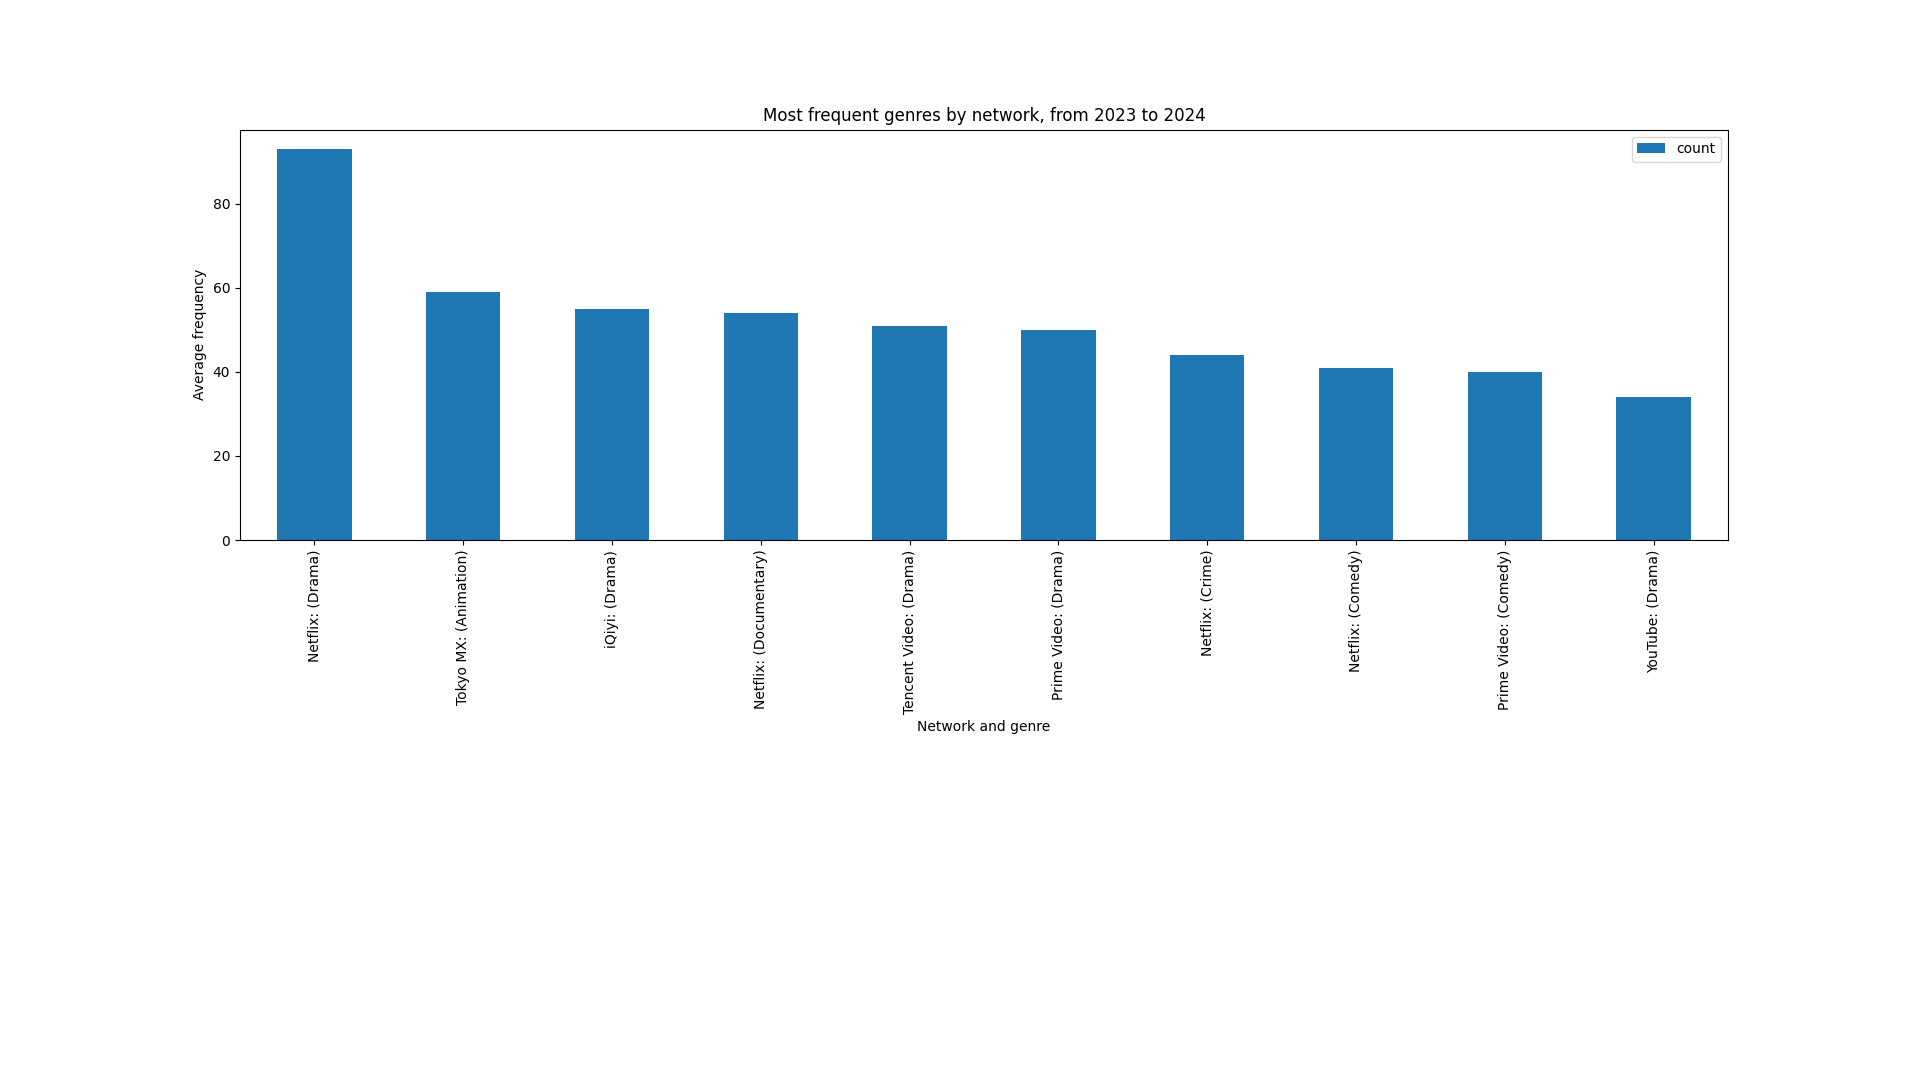 Most frequent genres by network, from 2023 to 2024
count
Average frequency
80
60
40
20
0
Netflix: (Drama)
Tokyo MX: (Animation)
iQiyi: (Drama)
Netflix: (Documentary)
Tencent Video: (Drama)
Prime Video: (Drama)
Netflix: (Crime)
Netflix: (Comedy)
Prime Video: (Comedy)
YouTube: (Drama)
Network and genre